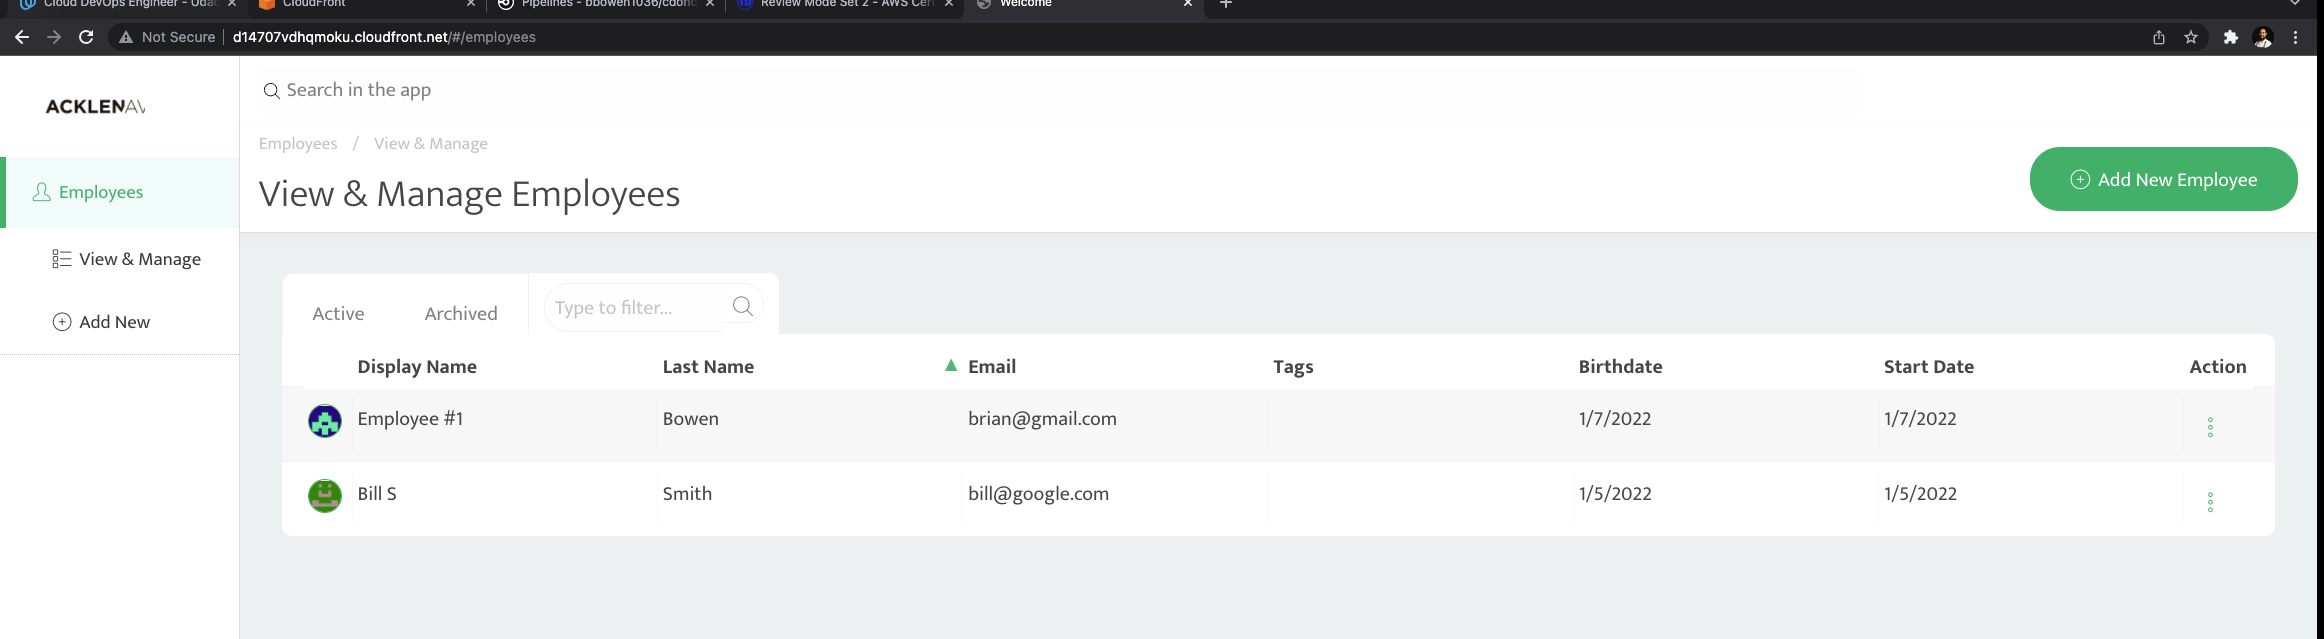 Cloud DevOps Engineer - Udac
CloudFront
Pipelines - bbowen1036/cdond
Review Mode Set 2 - AWS Cert
Welcome
Not Secure
d14707vdhqmoku.cloudfront.net/#/employees
ACKLENAV
Search in the app
Employees / View & Manage
View & Manage Employees
Add New Employee
Employees
View & Manage
Add New
Active
Archived
Type to filter...
Display Name Last Name Email Tags Birthdate Start Date Action
Employee #1 Bowen brian@gmail.com 1/7/2022 1/7/2022
Bill S Smith bill@google.com 1/5/2022 1/5/2022